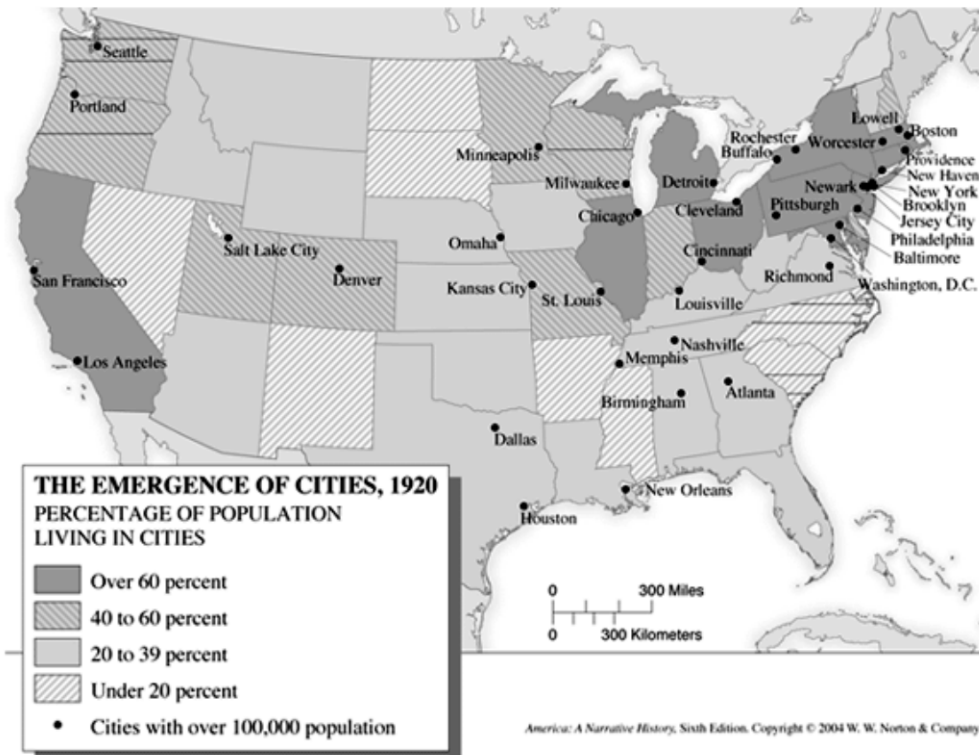 Seattle
Portland
Minneapolis
Milwaukee
Detroit
Chicago
Cleveland
Rochester
Buffalo
Lowell
Worcester
Boston
Providence
New Haven
New York
Brooklyn
Jersey City
Newark
Pittsburgh
Philadelphia
Baltimore
Washington, D.C.
Richmond
Cincinnati
Louisville
Omaha
Salt Lake City
Denver
Kansas City
St. Louis
San Francisco
Los Angeles
Nashville
Memphis
Birmingham
Atlanta
Dallas
New Orleans
Houston
THE EMERGENCE OF CITIES, 1920
PERCENTAGE OF POPULATION
LIVING IN CITIES
Over 60 percent
40 to 60 percent
20 to 39 percent
Under 20 percent
Cities with over 100,000 population
0 300 Miles
0 300 Kilometers
America: A Narrative History, Sixth Edition. Copyright © 2004 W. W. Norton & Compan